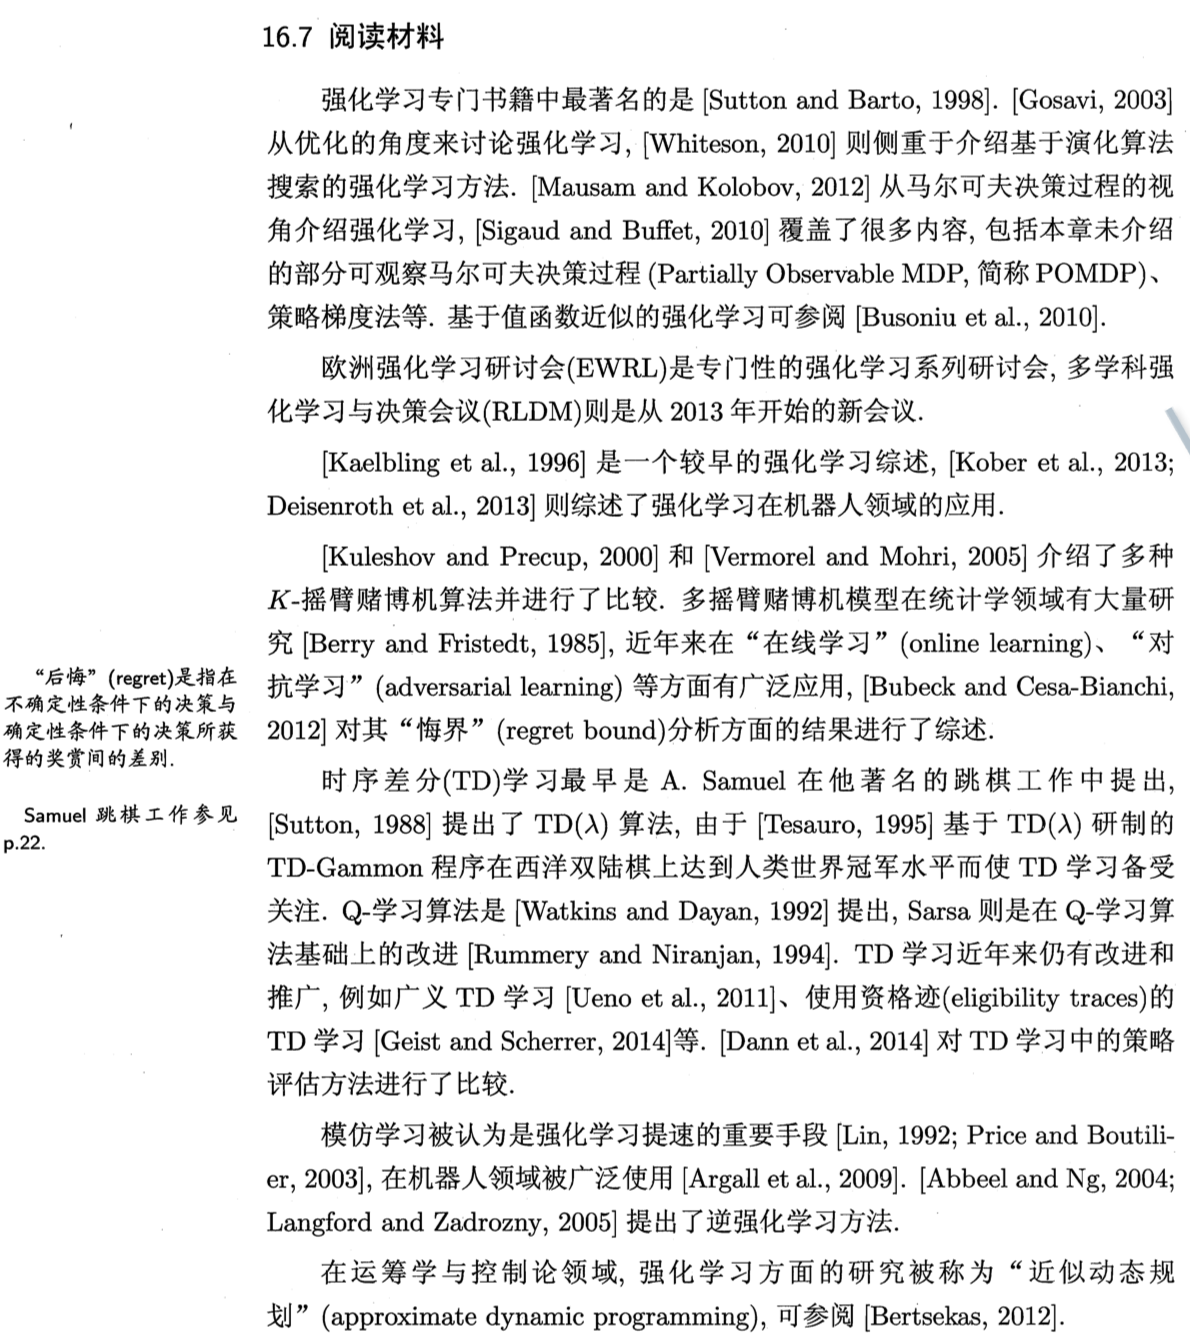 16.7 阅读材料
强化学习专门书籍中最著名的是 [Sutton and Barto, 1998]. [Gosavi, 2003]
从优化的角度来讨论强化学习, [Whiteson, 2010] 则侧重于介绍基于演化算法
搜索的强化学习方法. [Mausam and Kolobov, 2012] 从马尔可夫决策过程的视
角介绍强化学习, [Sigaud and Buffet, 2010] 覆盖了很多内容, 包括本章未介绍
的部分可观察马尔可夫决策过程 (Partially Observable MDP, 简称 POMDP)、
策略梯度法等. 基于值函数近似的强化学习可参阅 [Busoniu et al., 2010].
欧洲强化学习研讨会(EWRL)是专门性的强化学习系列研讨会, 多学科强
化学习与决策会议(RLDM)则是从 2013 年开始的新会议.
[Kaelbling et al., 1996] 是一个较早的强化学习综述, [Kober et al., 2013;
Deisenroth et al., 2013] 则综述了强化学习在机器人领域的应用.
[Kuleshov and Precup, 2000] 和 [Vermorel and Mohri, 2005] 介绍了多种
K-摇臂赌博机算法并进行了比较. 多摇臂赌博机模型在统计学领域有大量研
究 [Berry and Fristedt, 1985], 近年来在“在线学习”(online learning)、“对
抗学习”(adversarial learning) 等方面有广泛应用, [Bubeck and Cesa-Bianchi,
2012] 对其“悔界”(regret bound)分析方面的结果进行了综述.
“后悔”(regret)是指在
不确定性条件下的决策与
确定性条件下的决策所获
得的奖赏间的差别.
时序差分(TD)学习最早是 A. Samuel 在他著名的跳棋工作中提出,
[Sutton, 1988] 提出了 TD(λ) 算法, 由于 [Tesauro, 1995] 基于 TD(λ) 研制的
TD-Gammon 程序在西洋双陆棋上达到人类世界冠军水平而使 TD 学习备受
关注. Q-学习算法是 [Watkins and Dayan, 1992] 提出, Sarsa 则是在 Q-学习算
法基础上的改进 [Rummery and Niranjan, 1994]. TD 学习近年来仍有改进和
推广, 例如广义 TD 学习 [Ueno et al., 2011]、使用资格迹(eligibility traces)的
TD 学习 [Geist and Scherrer, 2014]等. [Dann et al., 2014] 对 TD 学习中的策略
评估方法进行了比较.
Samuel 跳棋工作参见
p.22.
模仿学习被认为是强化学习提速的重要手段 [Lin, 1992; Price and Boutili-
er, 2003], 在机器人领域被广泛使用 [Argall et al., 2009]. [Abbeel and Ng, 2004;
Langford and Zadrozny, 2005] 提出了逆强化学习方法.
在运筹学与控制论领域, 强化学习方面的研究被称为“近似动态规
划”(approximate dynamic programming), 可参阅 [Bertsekas, 2012].